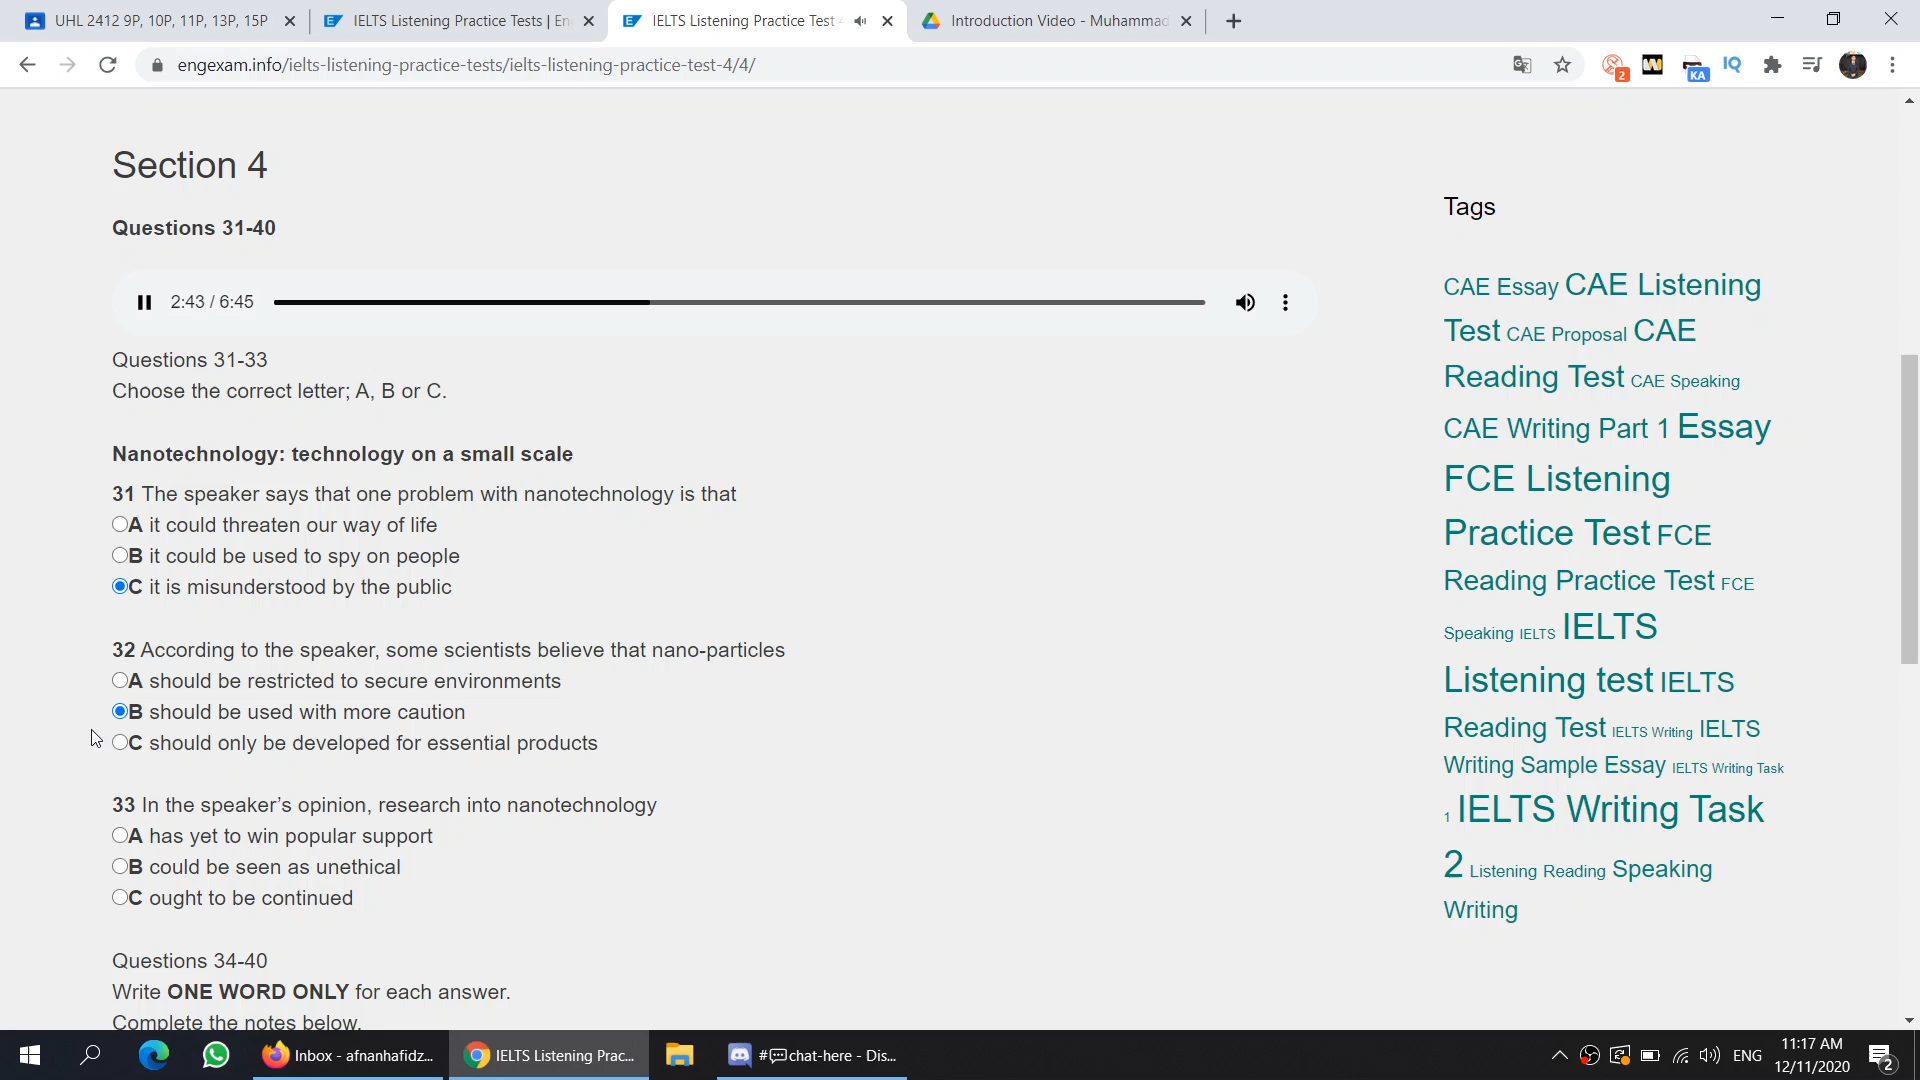 UHL 2412 9P, 10P, 11P, 13P, 15P
IELTS Listening Practice Tests | En
IELTS Listening Practice Test 4
Introduction Video - Muhammad
engexam.info/ielts-listening-practice-tests/ielts-listening-practice-test-4/4/
2
KA
IQ
Section 4
Questions 31-40
2:43 / 6:45
Questions 31-33
Choose the correct letter; A, B or C.
Nanotechnology: technology on a small scale
31 The speaker says that one problem with nanotechnology is that
A it could threaten our way of life
B it could be used to spy on people
C it is misunderstood by the public
32 According to the speaker, some scientists believe that nano-particles
A should be restricted to secure environments
B should be used with more caution
C should only be developed for essential products
33 In the speaker’s opinion, research into nanotechnology
A has yet to win popular support
B could be seen as unethical
C ought to be continued
Questions 34-40
Write ONE WORD ONLY for each answer.
Complete the notes below.
Tags
CAE Essay CAE Listening
Test CAE Proposal CAE
Reading Test CAE Speaking
CAE Writing Part 1 Essay
FCE Listening
Practice Test FCE
Reading Practice Test FCE
Speaking IELTS IELTS
Listening test IELTS
Reading Test IELTS Writing IELTS
Writing Sample Essay IELTS Writing Task
1 IELTS Writing Task
2 Listening Reading Speaking
Writing
Inbox - afnanhafidz...
IELTS Listening Prac...
#💬chat-here - Dis...
ENG
11:17 AM
12/11/2020
2